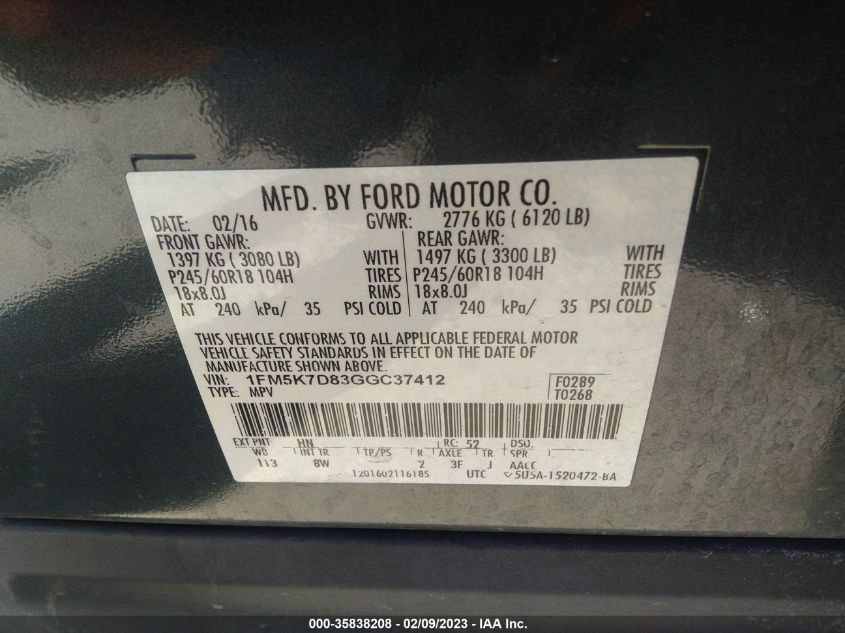 MFD. BY FORD MOTOR CO.
DATE: 02/16 GVWR: 2776 KG ( 6120 LB)
FRONT GAWR: REAR GAWR:
1397 KG ( 3080 LB) WITH 1497 KG ( 3300 LB) WITH
P245/60R18 104H TIRES P245/60R18 104H TIRES
18x8.0J RIMS 18x8.0J RIMS
AT 240 kPa/ 35 PSI COLD AT 240 kPa/ 35 PSI COLD
THIS VEHICLE CONFORMS TO ALL APPLICABLE FEDERAL MOTOR
VEHICLE SAFETY STANDARDS IN EFFECT ON THE DATE OF
MANUFACTURE SHOWN ABOVE.
VIN: 1FM5K7D83GGC37412 F0289
TYPE: MPV T0268
EXT PNT: HN RC: 52 DSO:
WB INT TR TP/PS R AXLE TR SPR
113 8W 2 3F J AACC
T201602116185 UTC 5U5A-1520472-BA
000-35838208 - 02/09/2023 - IAA Inc.